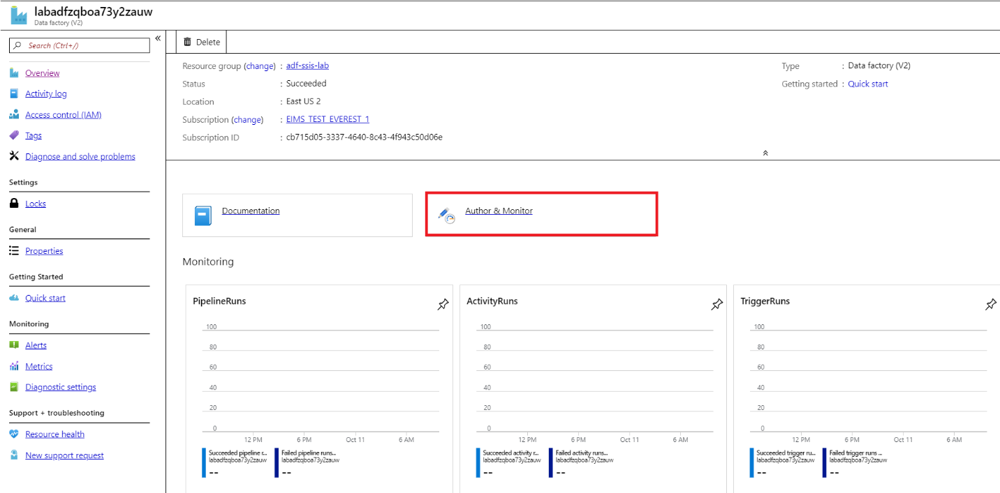 labadfzqboa73y2zauw
Data factory (V2)
Search (Ctrl+/)
Overview
Activity log
Access control (IAM)
Tags
Diagnose and solve problems
Settings
Locks
General
Properties
Getting Started
Quick start
Monitoring
Alerts
Metrics
Diagnostic settings
Support + troubleshooting
Resource health
New support request
Delete
Resource group (change) : adf-ssis-lab
Status : Succeeded
Location : East US 2
Subscription (change) : EIMS_TEST_EVEREST_1
Subscription ID : cb715d05-3337-4640-8c43-4f943c50d06e
Type : Data factory (V2)
Getting started : Quick start
Documentation
Author & Monitor
Monitoring
PipelineRuns
100
80
60
40
20
0
12 PM 6 PM Oct 11 6 AM
Succeeded pipeline r...
labadfzqboa73y2zauw
--
Failed pipeline runs...
labadfzqboa73y2zauw
--
ActivityRuns
100
80
60
40
20
0
12 PM 6 PM Oct 11 6 AM
Succeeded activity r...
labadfzqboa73y2zauw
--
Failed activity runs...
labadfzqboa73y2zauw
--
TriggerRuns
100
80
60
40
20
0
12 PM 6 PM Oct 11 6 AM
Succeeded trigger ru...
labadfzqboa73y2zauw
--
Failed trigger runs ...
labadfzqboa73y2zauw
--